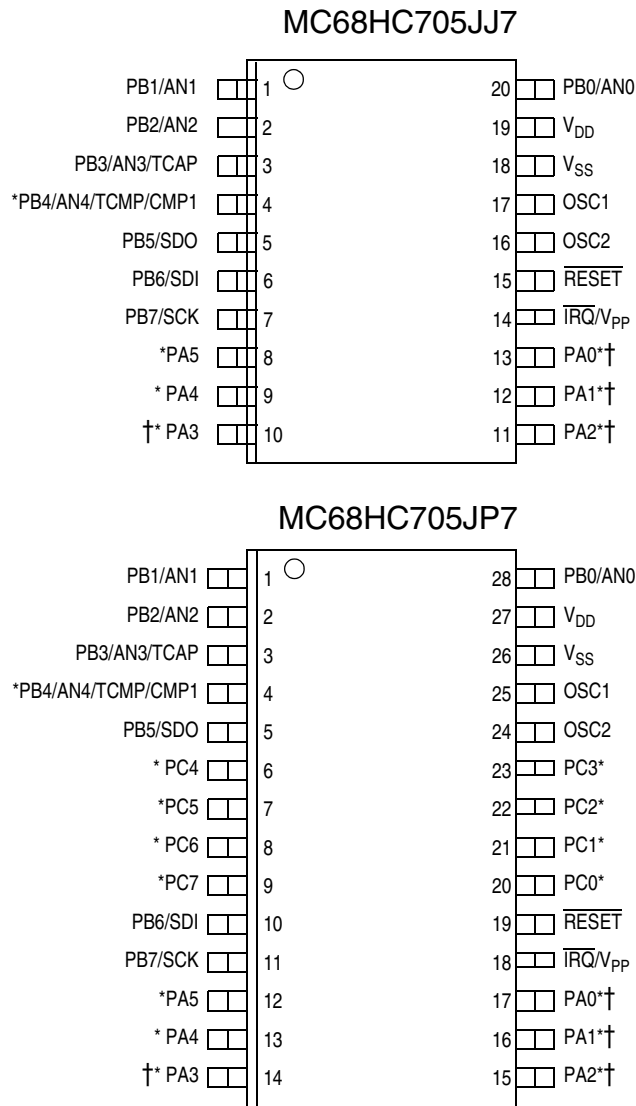 MC68HC705JJ7
PB1/AN1 1 20 PB0/AN0
PB2/AN2 2 19 VDD
PB3/AN3/TCAP 3 18 VSS
*PB4/AN4/TCMP/CMP1 4 17 OSC1
PB5/SDO 5 16 OSC2
PB6/SDI 6 15 RESET
PB7/SCK 7 14 IRQ/VPP
*PA5 8 13 PA0*†
* PA4 9 12 PA1*†
†* PA3 10 11 PA2*†
MC68HC705JP7
PB1/AN1 1 28 PB0/AN0
PB2/AN2 2 27 VDD
PB3/AN3/TCAP 3 26 VSS
*PB4/AN4/TCMP/CMP1 4 25 OSC1
PB5/SDO 5 24 OSC2
* PC4 6 23 PC3*
*PC5 7 22 PC2*
* PC6 8 21 PC1*
*PC7 9 20 PC0*
PB6/SDI 10 19 RESET
PB7/SCK 11 18 IRQ/VPP
*PA5 12 17 PA0*†
* PA4 13 16 PA1*†
†* PA3 14 15 PA2*†